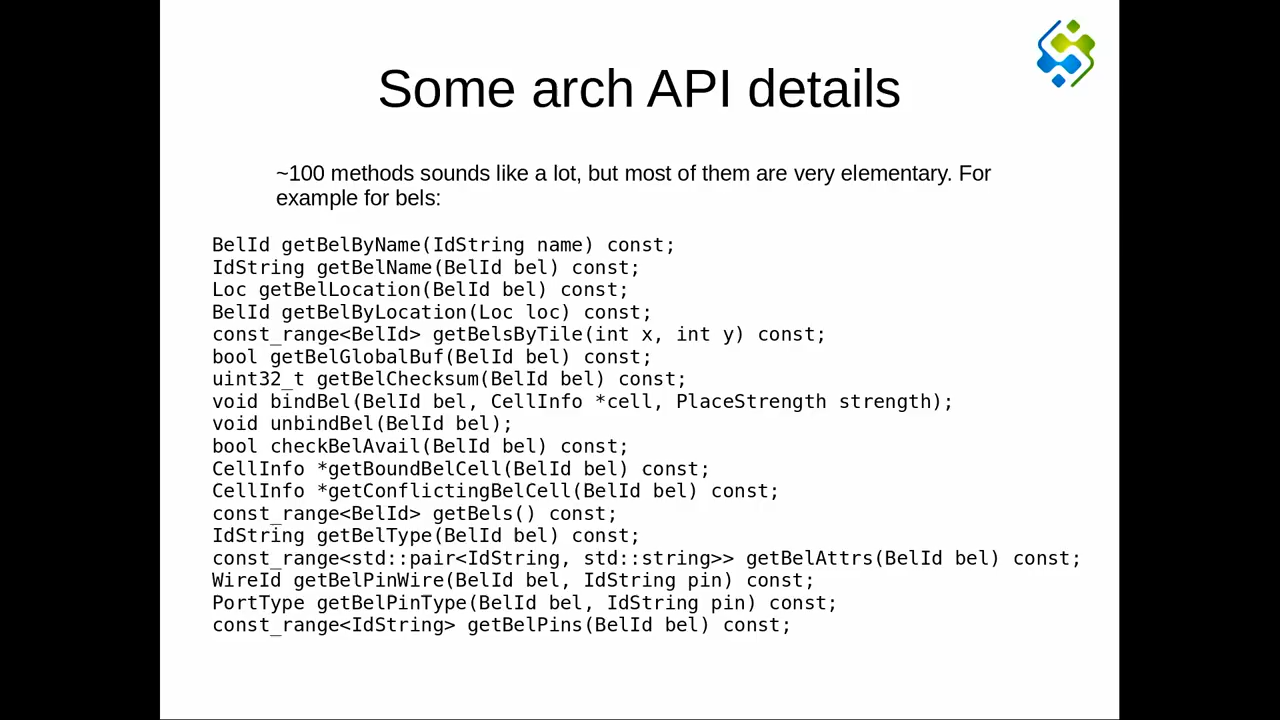 Some arch API details
~100 methods sounds like a lot, but most of them are very elementary. For
example for bels:
BelId getBelByName(IdString name) const;
IdString getBelName(BelId bel) const;
Loc getBelLocation(BelId bel) const;
BelId getBelByLocation(Loc loc) const;
const_range<BelId> getBelsByTile(int x, int y) const;
bool getBelGlobalBuf(BelId bel) const;
uint32_t getBelChecksum(BelId bel) const;
void bindBel(BelId bel, CellInfo *cell, PlaceStrength strength);
void unbindBel(BelId bel);
bool checkBelAvail(BelId bel) const;
CellInfo *getBoundBelCell(BelId bel) const;
CellInfo *getConflictingBelCell(BelId bel) const;
const_range<BelId> getBels() const;
IdString getBelType(BelId bel) const;
const_range<std::pair<IdString, std::string>> getBelAttrs(BelId bel) const;
WireId getBelPinWire(BelId bel, IdString pin) const;
PortType getBelPinType(BelId bel, IdString pin) const;
const_range<IdString> getBelPins(BelId bel) const;